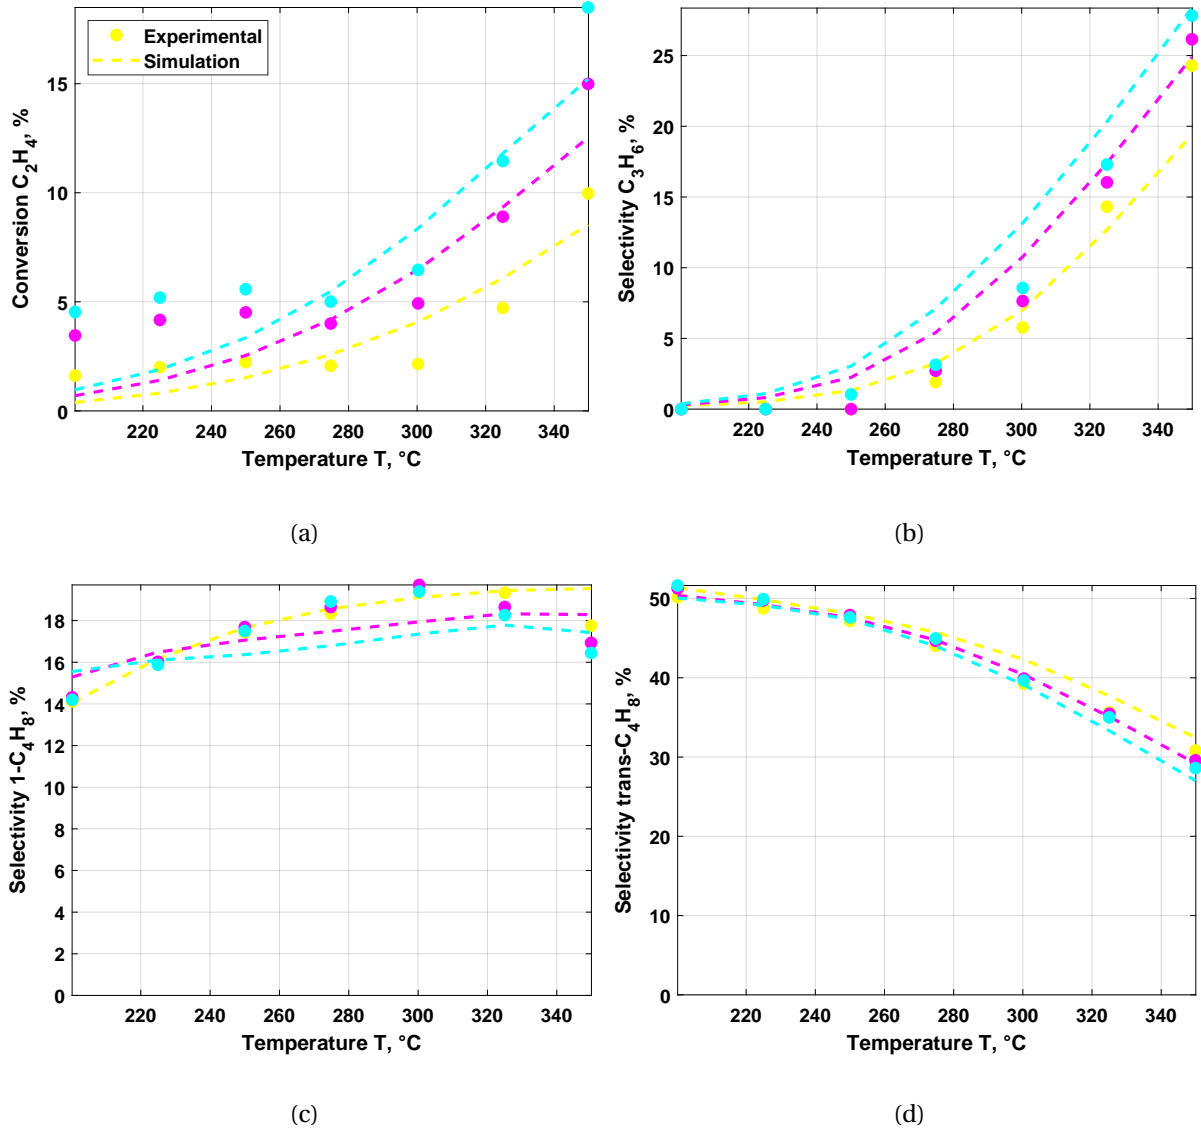 Experimental
Simulation
Conversion C2H4, %
15
10
5
0
220 240 260 280 300 320 340
Temperature T, °C
(a)
Selectivity C3H6, %
25
20
15
10
5
0
220 240 260 280 300 320 340
Temperature T, °C
(b)
Selectivity 1-C4H8, %
18
16
14
12
10
8
6
4
2
0
220 240 260 280 300 320 340
Temperature T, °C
(c)
Selectivity trans-C4H8, %
50
40
30
20
10
0
220 240 260 280 300 320 340
Temperature T, °C
(d)